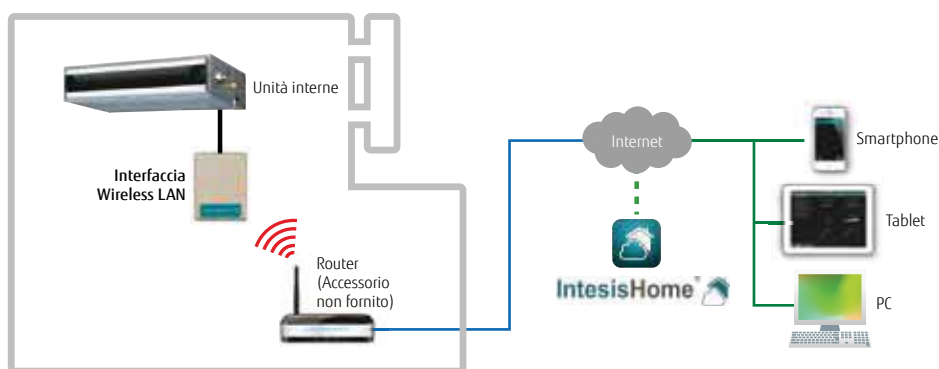 Unità interne
Interfaccia
Wireless LAN
Router
(Accessorio
non fornito)
Internet
IntesisHome
Smartphone
Tablet
PC